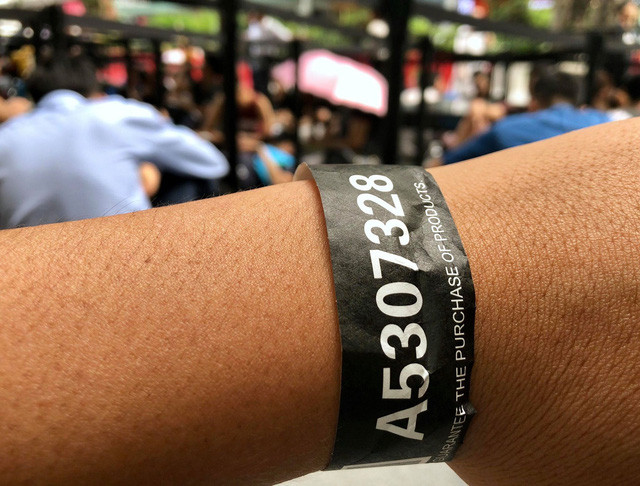 A5307328
GUARANTEE THE PURCHASE OF PRODUCTS.